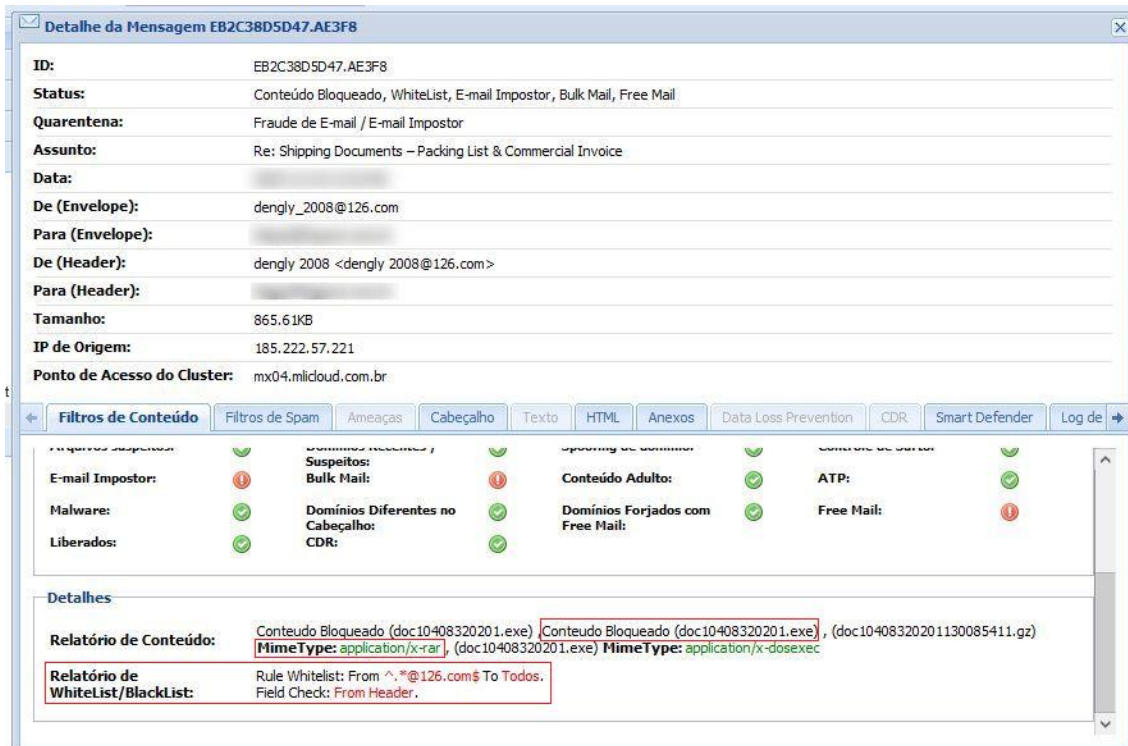 Detalhe da Mensagem EB2C38D5D47.AE3F8
ID: EB2C38D5D47.AE3F8
Status: Conteúdo Bloqueado, WhiteList, E-mail Impostor, Bulk Mail, Free Mail
Quarentena: Fraude de E-mail / E-mail Impostor
Assunto: Re: Shipping Documents – Packing List & Commercial Invoice
Data:
De (Envelope): dengly_2008@126.com
Para (Envelope):
De (Header): dengly 2008 <dengly 2008@126.com>
Para (Header):
Tamanho: 865.61KB
IP de Origem: 185.222.57.221
Ponto de Acesso do Cluster: mx04.mlicloud.com.br
Filtros de Conteúdo Filtros de Spam Ameaças Cabeçalho Texto HTML Anexos Data Loss Prevention CDR Smart Defender Log de
Suspeitos:
E-mail Impostor: Bulk Mail: Conteúdo Adulto: ATP:
Malware: Domínios Diferentes no Cabeçalho: Domínios Forjados com Free Mail: Free Mail:
Liberados: CDR:
Detalhes
Relatório de Conteúdo: Conteudo Bloqueado (doc10408320201.exe) ,Conteudo Bloqueado (doc10408320201.exe) , (doc10408320201130085411.gz)
MimeType: application/x-rar , (doc10408320201.exe) MimeType: application/x-dosexec
Relatório de Rule Whitelist: From ^.*@126.com$ To Todos.
WhiteList/BlackList: Field Check: From Header.